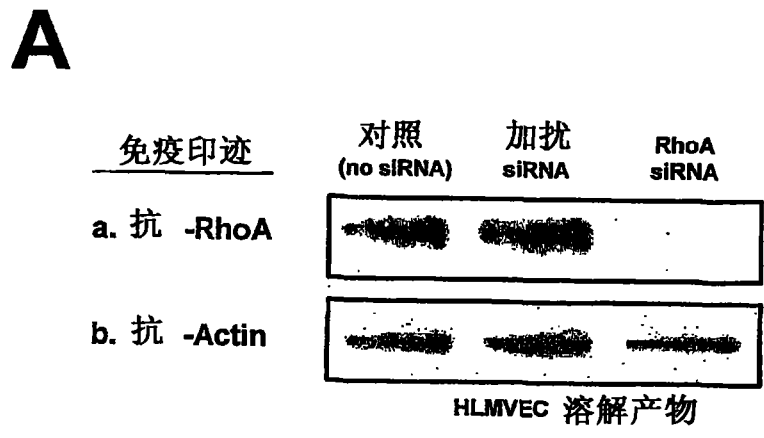 A
免疫印迹
对照
(no siRNA)
加扰
siRNA
RhoA
siRNA
a. 抗 -RhoA
b. 抗 -Actin
HLMVEC 溶解产物